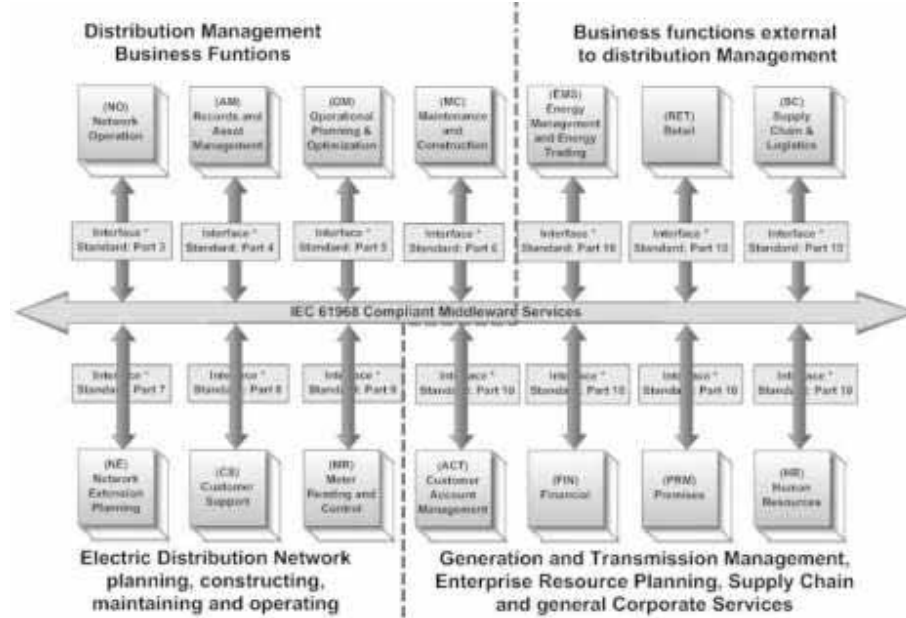 Distribution Management
Business Funtions
Business functions external
to distribution Management
(NO)
Network
Operation
(AM)
Records and
Asset
Management
(OM)
Operational
Planning &
Optimization
(MC)
Maintenance
and
Construction
(EMS)
Energy
Management
and Energy
Trading
(RET)
Retail
(SC)
Supply
Chain &
Logistics
Interface *
Standard: Part 3
Interface *
Standard: Part 4
Interface *
Standard: Part 5
Interface *
Standard: Part 6
Interface *
Standard: Part 10
Interface *
Standard: Part 10
Interface *
Standard: Part 10
IEC 61968 Compliant Middleware Services
Interface *
Standard: Part 7
Interface *
Standard: Part 8
Interface *
Standard: Part 9
Interface *
Standard: Part 10
Interface *
Standard: Part 10
Interface *
Standard: Part 10
Interface *
Standard: Part 10
(NE)
Network
Extension
Planning
(CS)
Customer
Support
(MR)
Meter
Reading and
Control
(ACT)
Customer
Account
Management
(FIN)
Financial
(PRM)
Premises
(HR)
Human
Resources
Electric Distribution Network
planning, constructing,
maintaining and operating
Generation and Transmission Management,
Enterprise Resource Planning, Supply Chain
and general Corporate Services